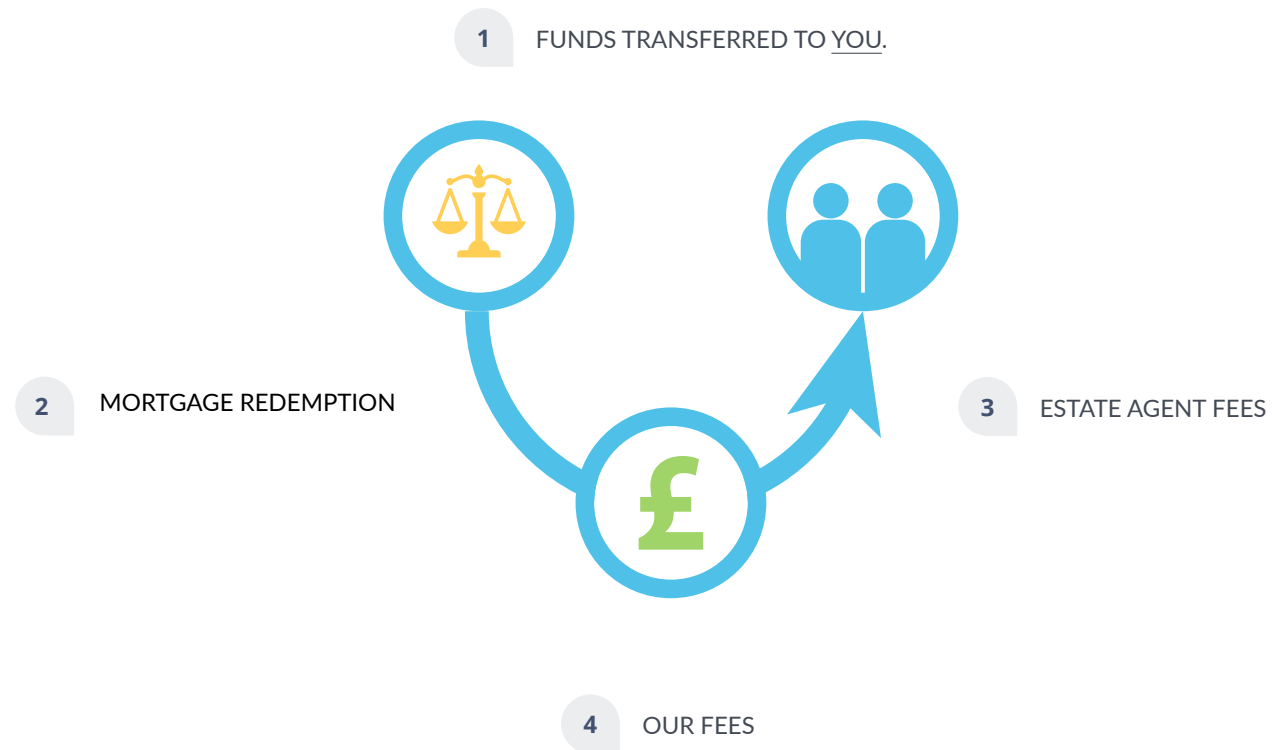 1 FUNDS TRANSFERRED TO YOU.
2 MORTGAGE REDEMPTION
3 ESTATE AGENT FEES
£
4 OUR FEES